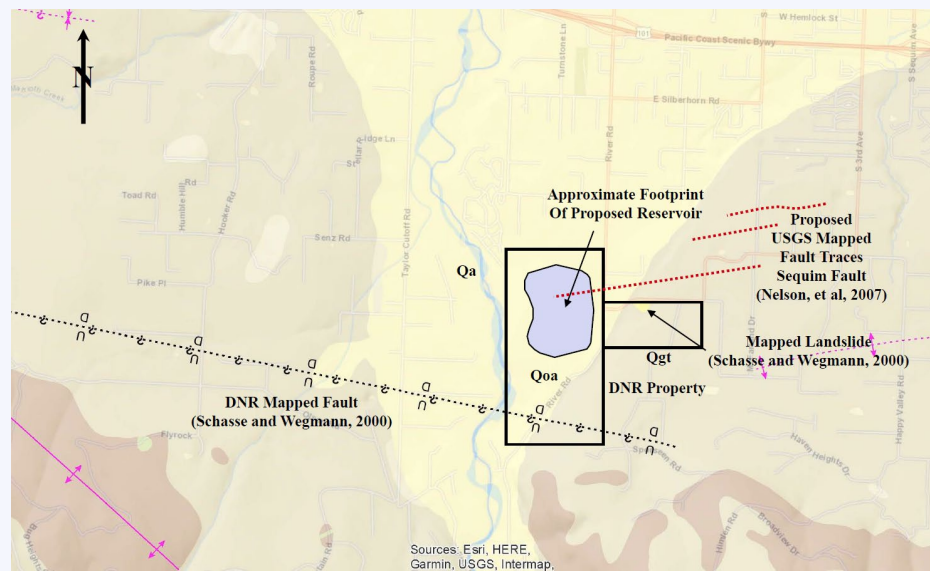 W Hemlock St
101
Pacific Coast Scenic Bywy
S Sequim Ave
Turnstone Ln
Roupe Rd
N
E Silberhorn Rd
River Rd
S 3rd Ave
Toad Rd
Humble Hill
Rd
Hooker Rd
Senz Rd
Taylor Cutoff Rd
Approximate Footprint
Of Proposed Reservoir
Proposed
USGS Mapped
Fault Traces
Sequim Fault
(Nelson, et al, 2007)
Qa
Pike Pl
Mapped Landslide
(Schasse and Wegmann, 2000)
Qgt
Qoa
DNR Property
River Rd
Happy Valley Rd
D
U
D
U
D
U
D
U
D
U
D
U
DNR Mapped Fault
(Schasse and Wegmann, 2000)
Flyrock
Haven Heights Dr
Broadview Dr
Sources: Esri, HERE,
Garmin, USGS, Intermap,